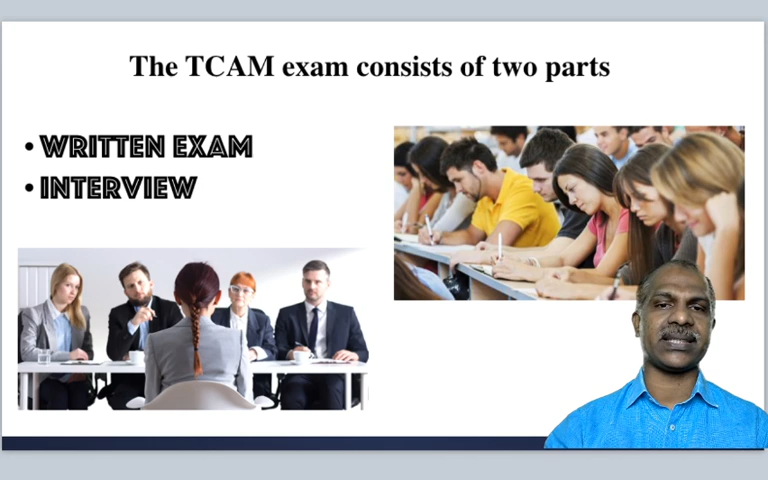 The TCAM exam consists of two parts
• WRITTEN EXAM
• INTERVIEW